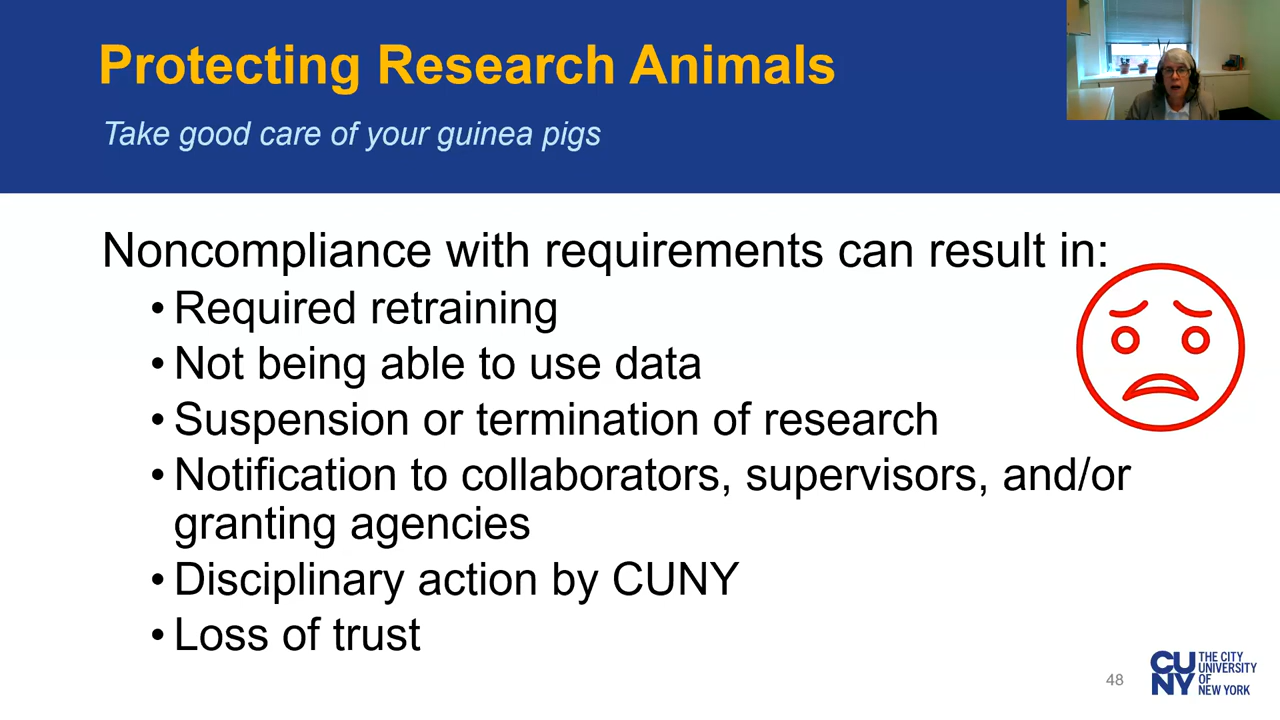 Protecting Research Animals
Take good care of your guinea pigs
Noncompliance with requirements can result in:
• Required retraining
• Not being able to use data
• Suspension or termination of research
• Notification to collaborators, supervisors, and/or
granting agencies
• Disciplinary action by CUNY
• Loss of trust
48
CU
NY
THE CITY
UNIVERSITY
OF
NEW YORK